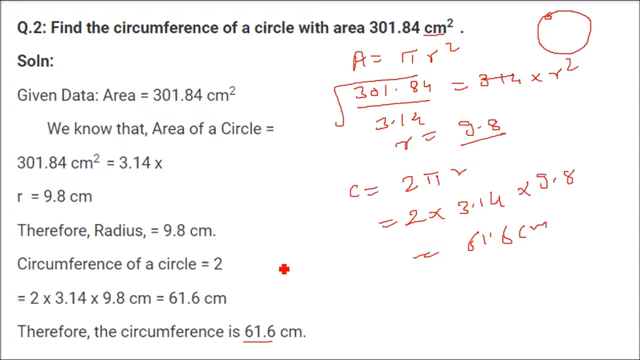 Q.2: Find the circumference of a circle with area 301.84 cm² .
Soln:
Given Data: Area = 301.84 cm²
We know that, Area of a Circle =
301.84 cm² = 3.14 x
r = 9.8 cm
Therefore, Radius, = 9.8 cm.
Circumference of a circle = 2
= 2 x 3.14 x 9.8 cm = 61.6 cm
Therefore, the circumference is 61.6 cm.
A = π r²
√301.84/3.14 = 3.14 × r²
r = 9.8
C = 2 π r
= 2 × 3.14 × 9.8
= 61.6 cm